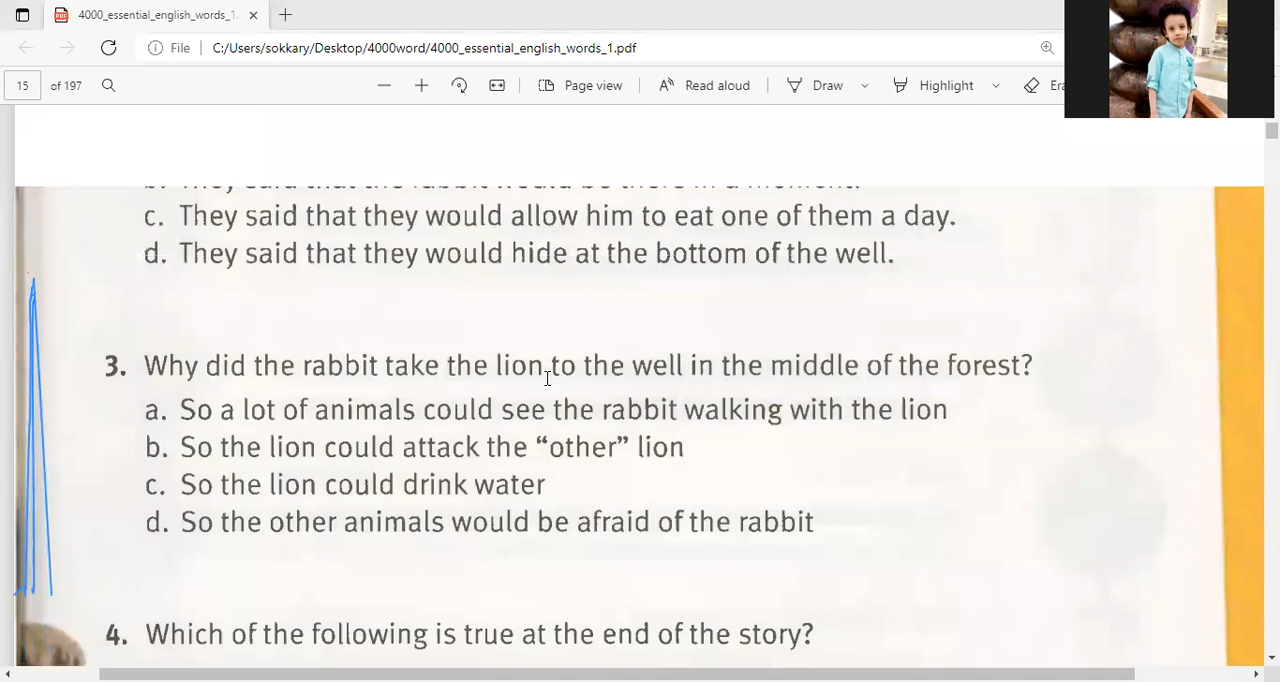 4000_essential_english_words_1.
File C:/Users/sokkary/Desktop/4000word/4000_essential_english_words_1.pdf
15 of 197 Page view Read aloud Draw Highlight
c. They said that they would allow him to eat one of them a day.
d. They said that they would hide at the bottom of the well.
3. Why did the rabbit take the lion to the well in the middle of the forest?
a. So a lot of animals could see the rabbit walking with the lion
b. So the lion could attack the “other” lion
c. So the lion could drink water
d. So the other animals would be afraid of the rabbit
4. Which of the following is true at the end of the story?